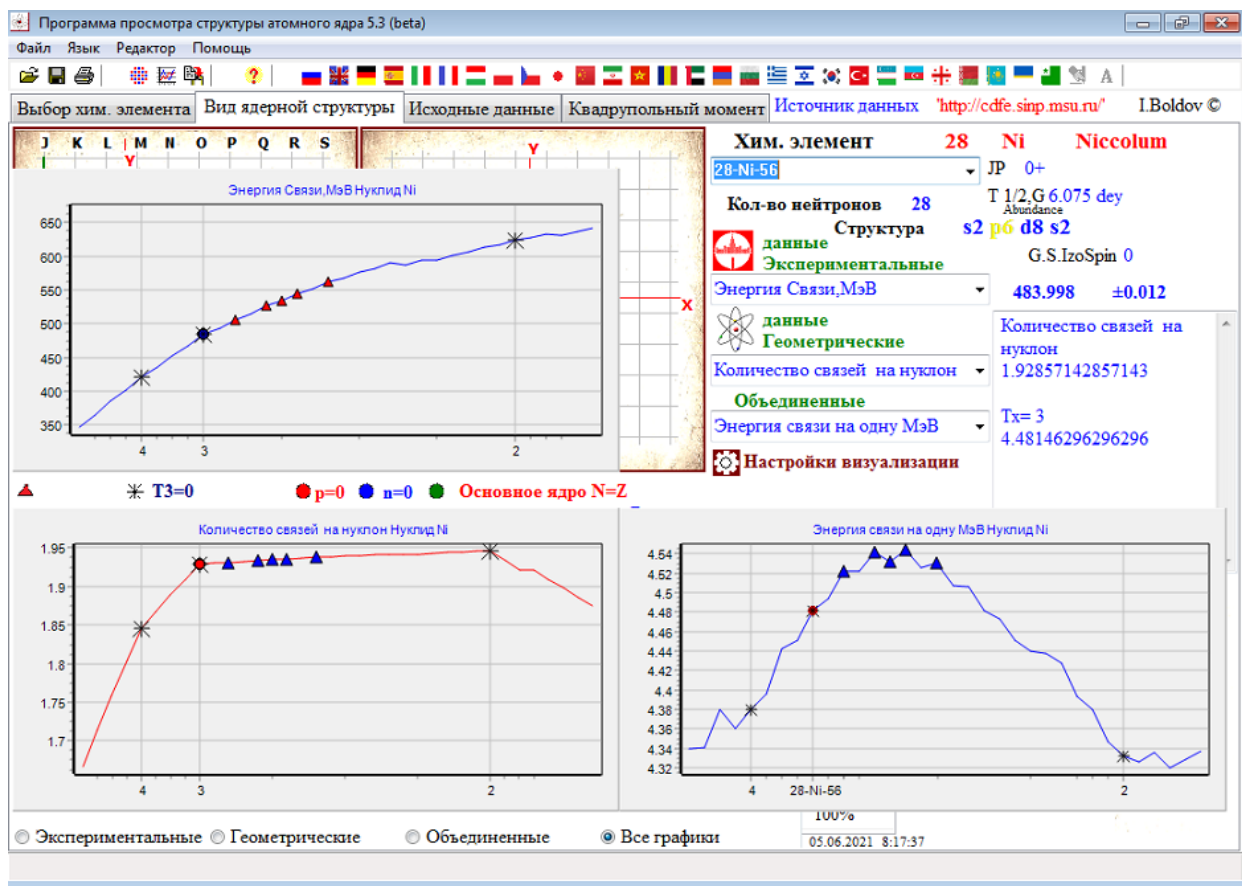 Программа просмотра структуры атомного ядра 5.3 (beta)
Файл Язык Редактор Помощь
?
A
Выбор хим. элемента Вид ядерной структуры Исходные данные Квадрупольный момент Источник данных 'http://cdfe.sinp.msu.ru/' I.Boldov ©
J K L M N O P Q R S
Y
Y
X
Хим. элемент 28 Ni Niccolum
28-Ni-56
JP 0+
Кол-во нейтронов 28
T 1/2,G 6.075 dey
Abundance
Структура s2 p6 d8 s2
данные
Экспериментальные
G.S.IzoSpin 0
Энергия Связи,МэВ
483.998 ±0.012
данные
Геометрические
Количество связей на нуклон
Объединенные
Энергия связи на одну МэВ
Настройки визуализации
Количество связей на
нуклон
1.92857142857143
Tx= 3
4.48146296296296
Энергия Связи,МэВ Нуклид Ni
650
600
550
500
450
400
350
4 3 2
T3=0 p=0 n=0 Основное ядро N=Z
Количество связей на нуклон Нуклид Ni
1.95
1.9
1.85
1.8
1.75
1.7
4 3 2
Энергия связи на одну МэВ Нуклид Ni
4.54
4.52
4.5
4.48
4.46
4.44
4.42
4.4
4.38
4.36
4.34
4.32
4 28-Ni-56 2
100%
Экспериментальные Геометрические Объединенные Все графики
05.06.2021 8:17:37